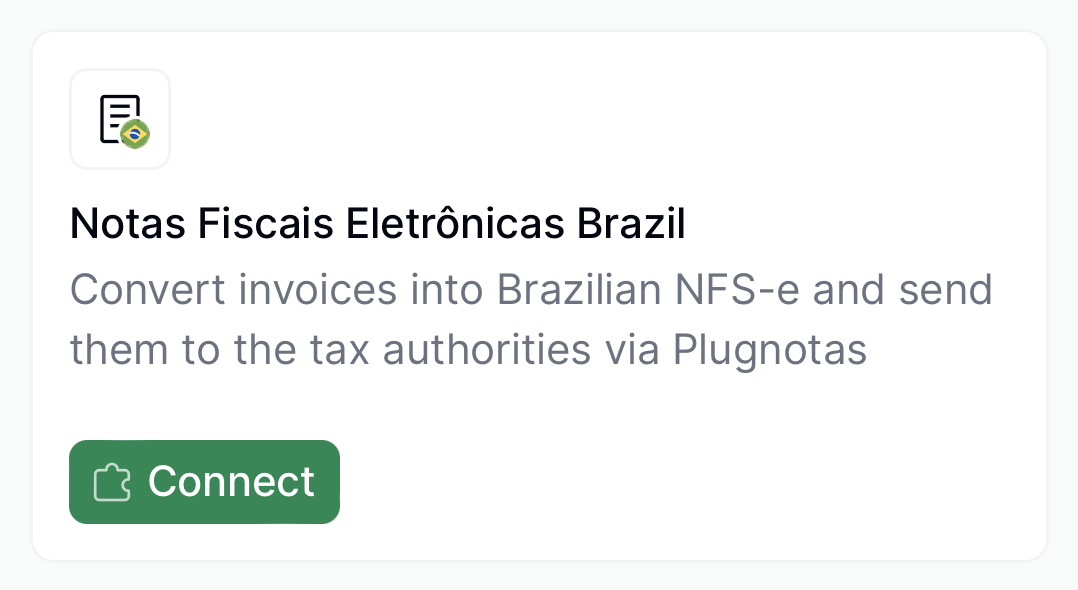 Notas Fiscais Eletrônicas Brazil
Convert invoices into Brazilian NFS-e and send
them to the tax authorities via Plugnotas
Connect